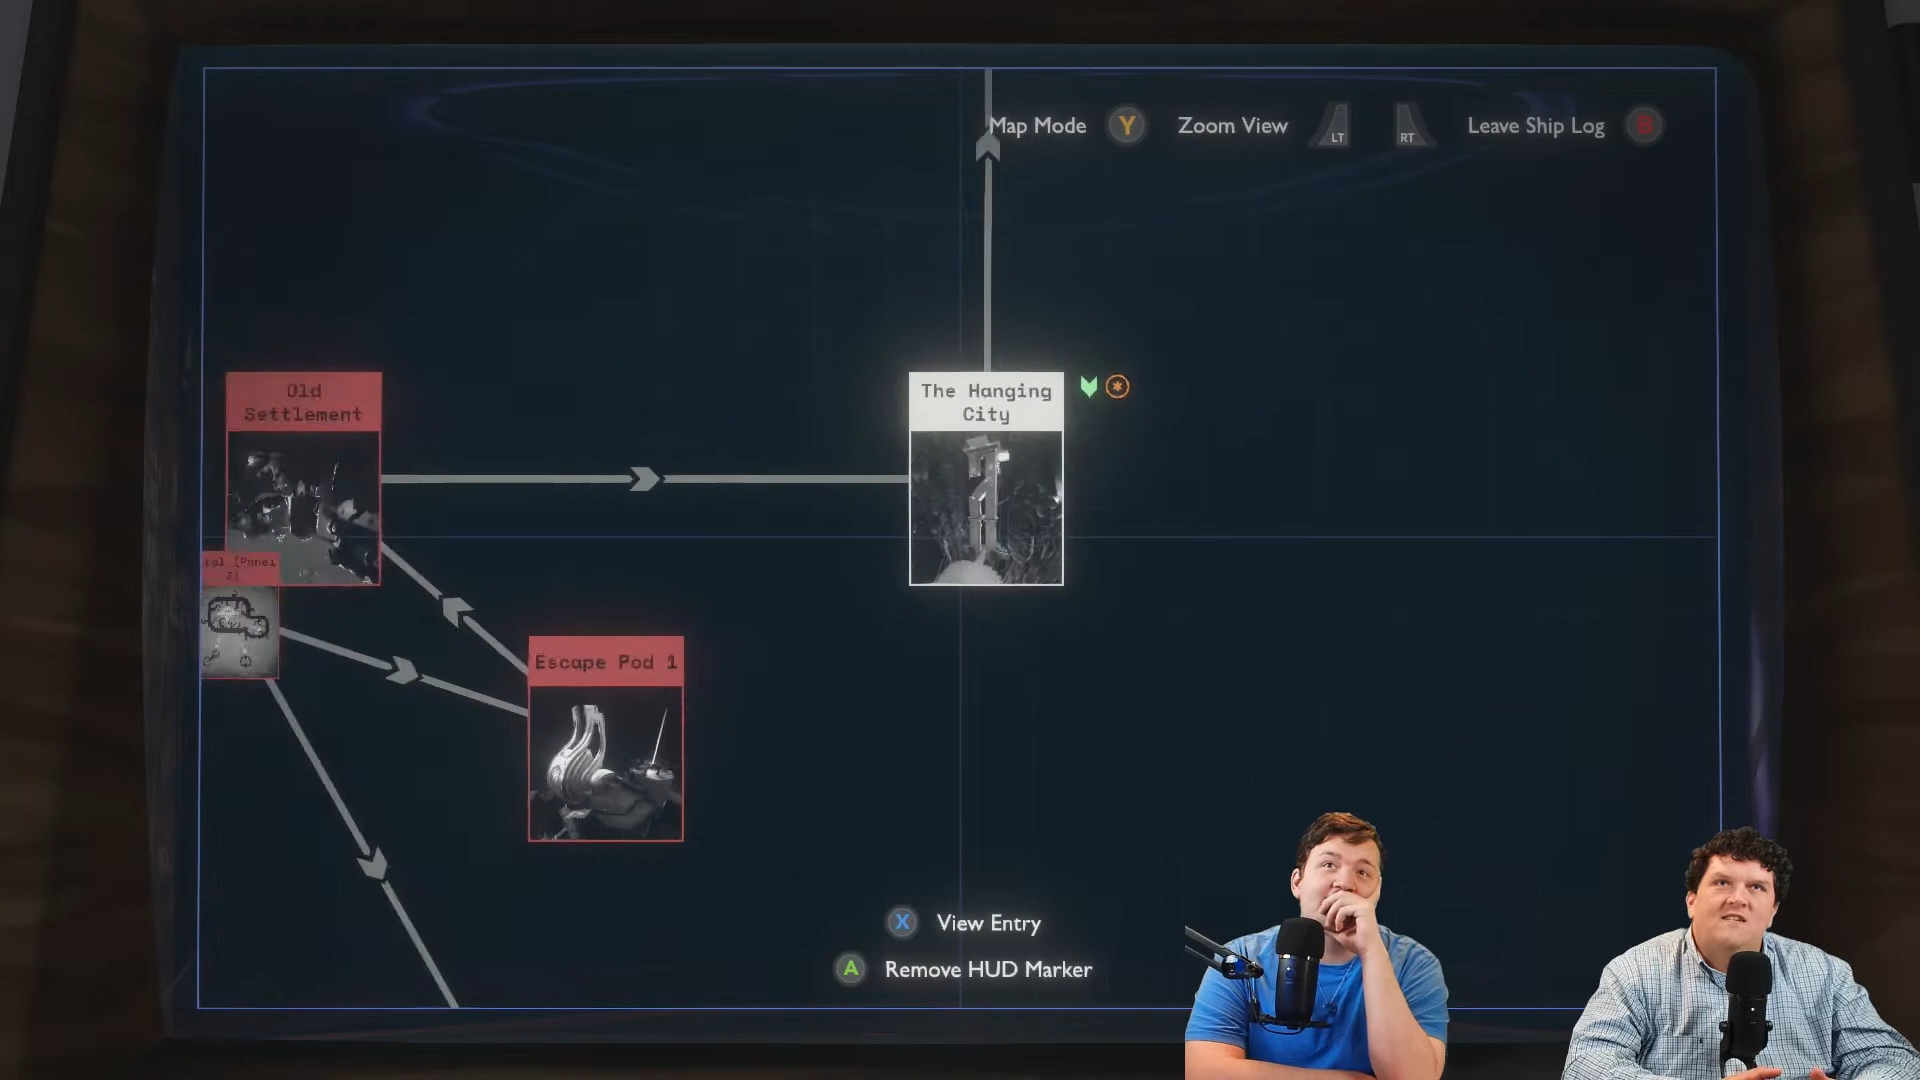 Map Mode Y Zoom View LT RT Leave Ship Log B
Old
Settlement
The Hanging
City
Escape Pod 1
X View Entry
A Remove HUD Marker